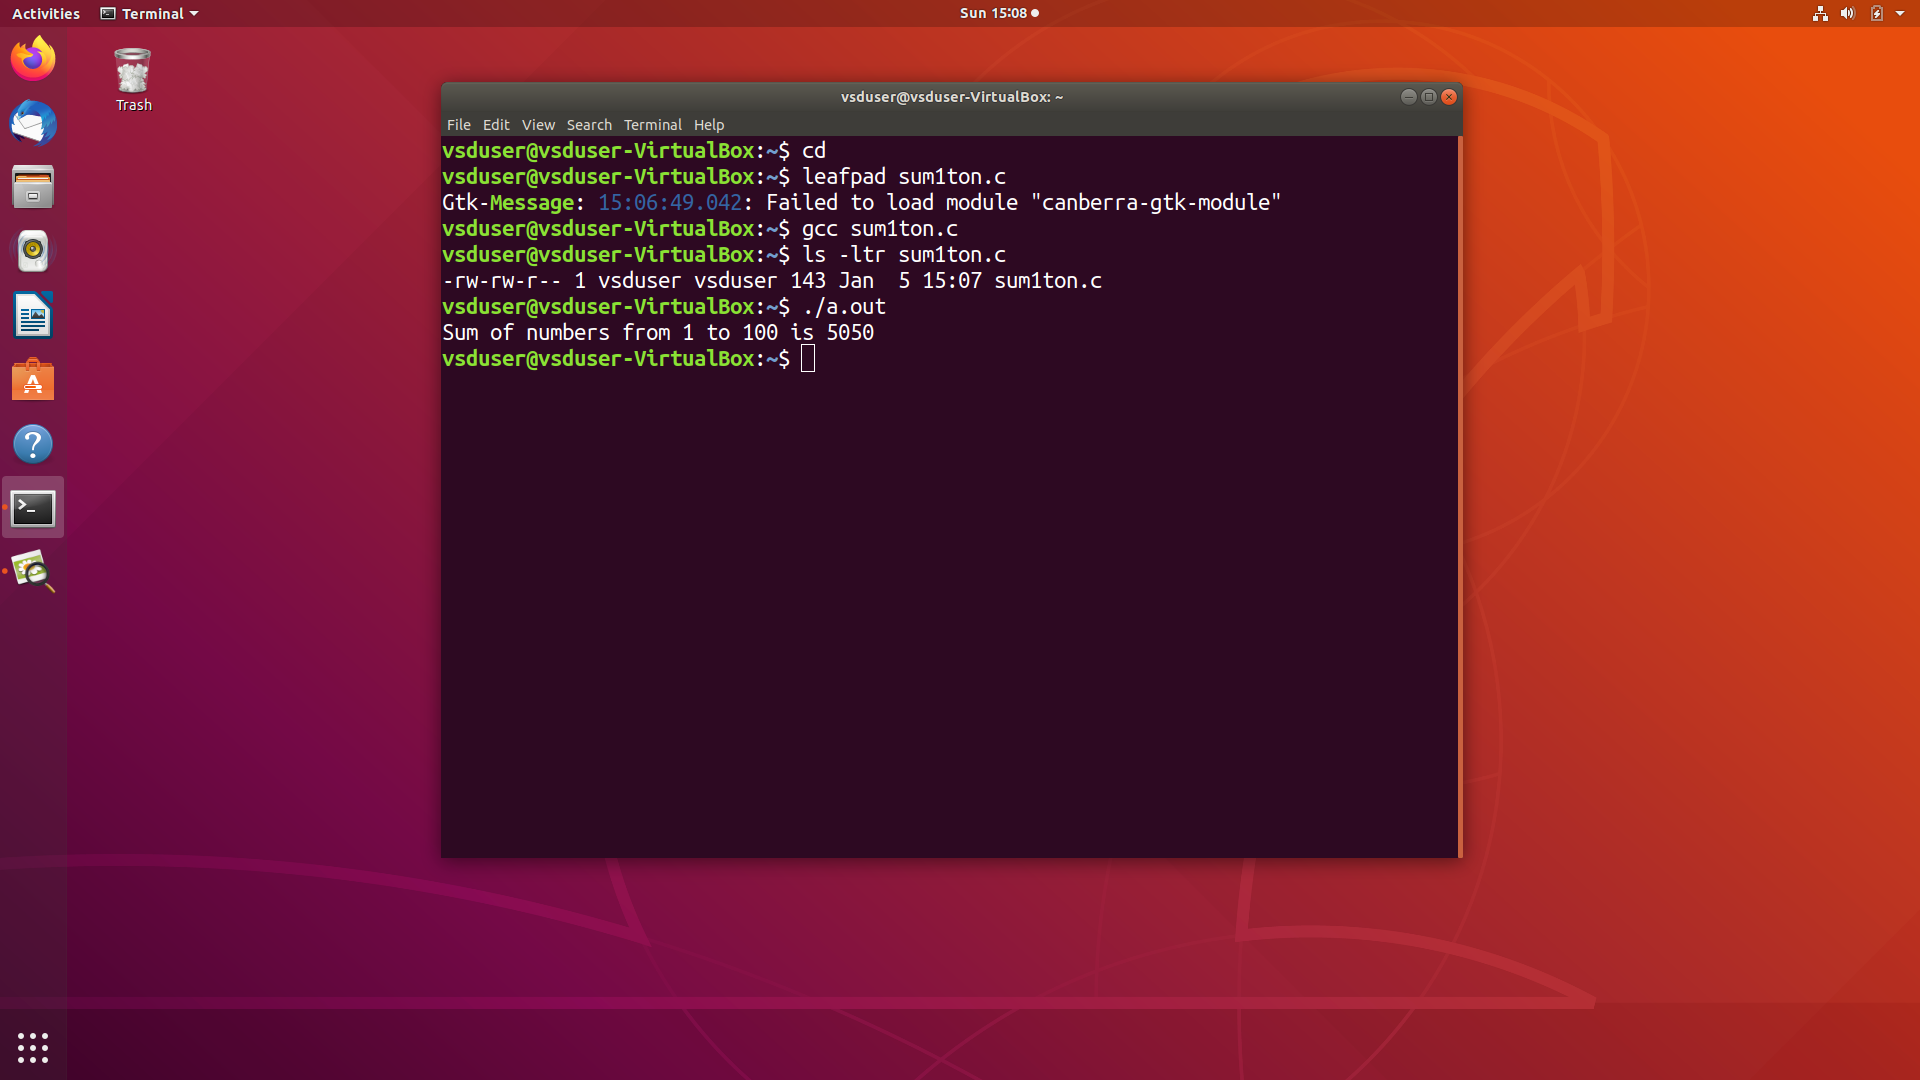 Activities Terminal Sun 15:08
Trash
vsduser@vsduser-VirtualBox: ~
File Edit View Search Terminal Help
vsduser@vsduser-VirtualBox:~$ cd
vsduser@vsduser-VirtualBox:~$ leafpad sum1ton.c
Gtk-Message: 15:06:49.042: Failed to load module "canberra-gtk-module"
vsduser@vsduser-VirtualBox:~$ gcc sum1ton.c
vsduser@vsduser-VirtualBox:~$ ls -ltr sum1ton.c
-rw-rw-r-- 1 vsduser vsduser 143 Jan  5 15:07 sum1ton.c
vsduser@vsduser-VirtualBox:~$ ./a.out
Sum of numbers from 1 to 100 is 5050
vsduser@vsduser-VirtualBox:~$